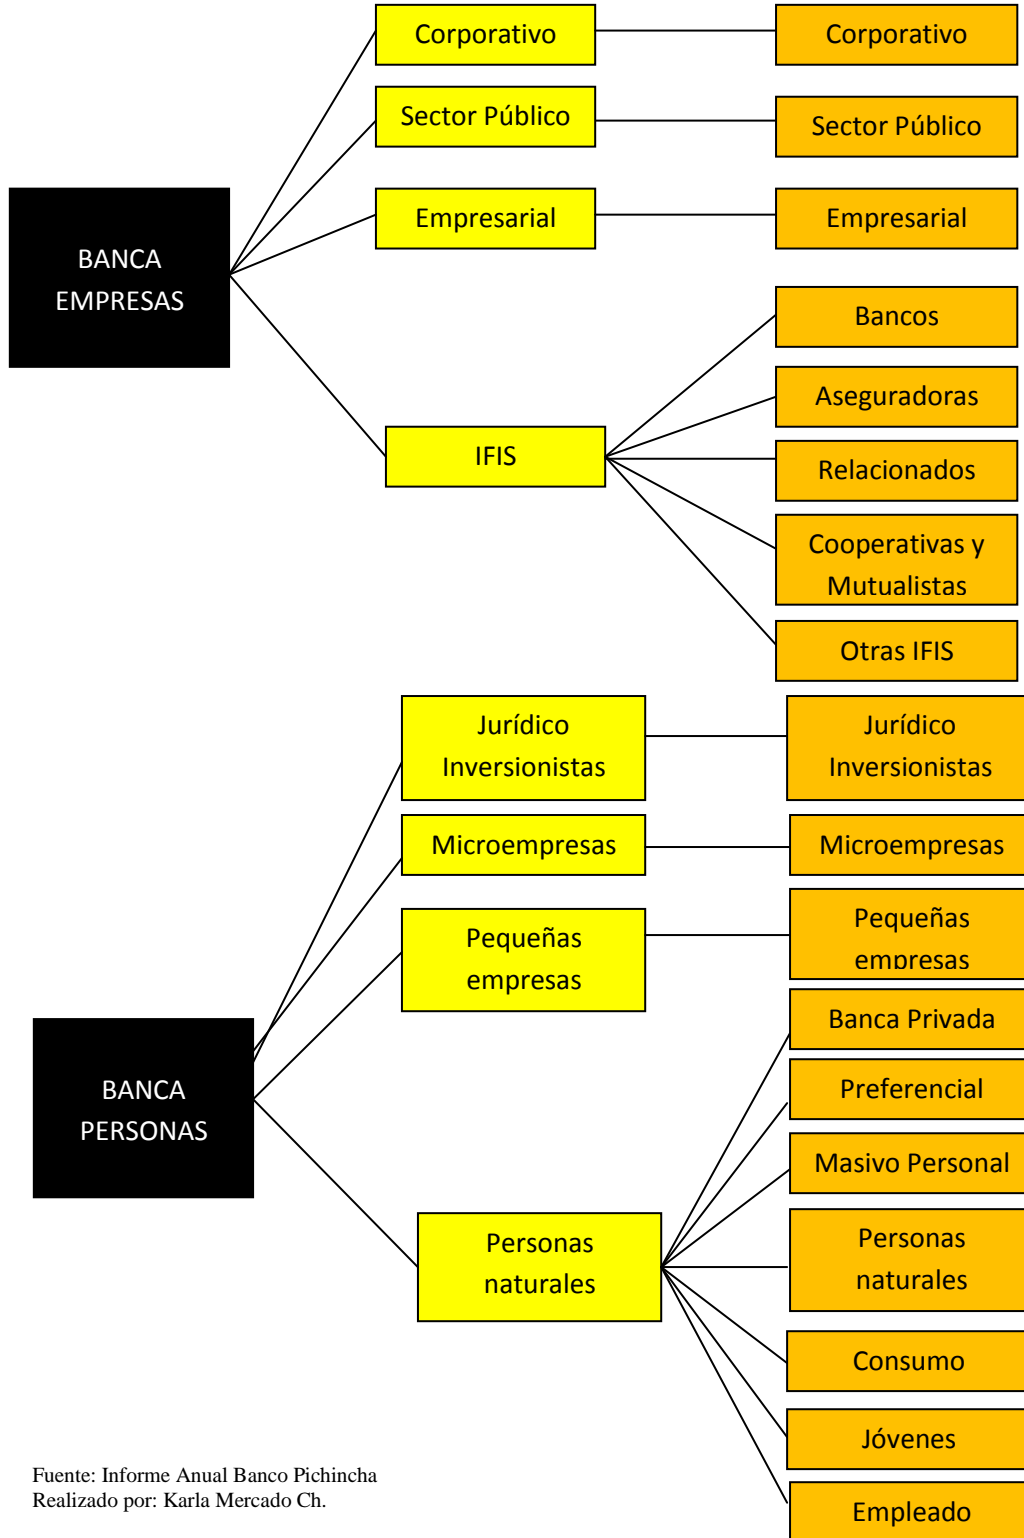 Corporativo
Corporativo
Sector Público
Sector Público
Empresarial
Empresarial
BANCA
EMPRESAS
Bancos
Aseguradoras
IFIS
Relacionados
Cooperativas y
Mutualistas
Otras IFIS
Jurídico
Inversionistas
Jurídico
Inversionistas
Microempresas
Microempresas
Pequeñas
empresas
Pequeñas
empresas
BANCA
PERSONAS
Banca Privada
Preferencial
Masivo Personal
Personas
naturales
Personas
naturales
Consumo
Jóvenes
Empleado
Fuente: Informe Anual Banco Pichincha
Realizado por: Karla Mercado Ch.